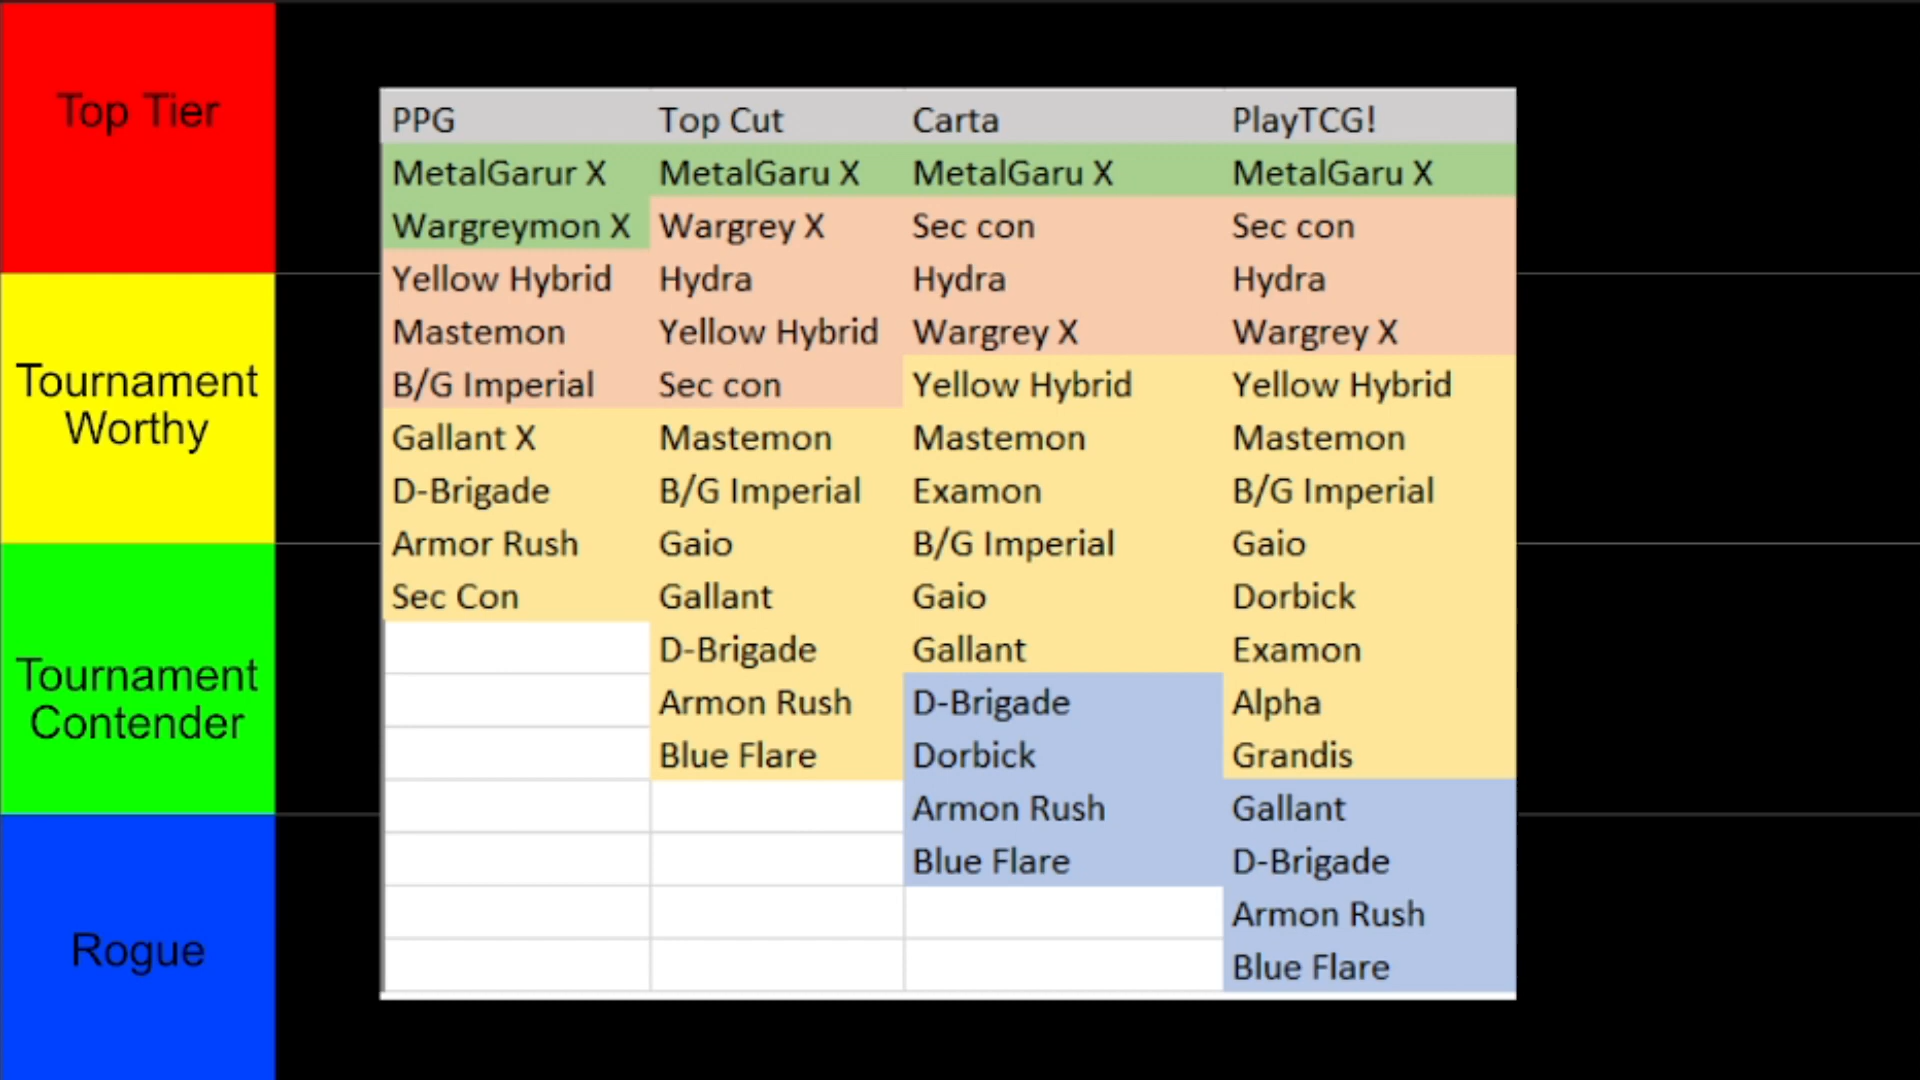 Top Tier
Tournament
Worthy
Tournament
Contender
Rogue
PPG Top Cut Carta PlayTCG!
MetalGarur X MetalGaru X MetalGaru X MetalGaru X
Wargreymon X Wargrey X Sec con Sec con
Yellow Hybrid Hydra Hydra Hydra
Mastemon Yellow Hybrid Wargrey X Wargrey X
B/G Imperial Sec con Yellow Hybrid Yellow Hybrid
Gallant X Mastemon Mastemon Mastemon
D-Brigade B/G Imperial Examon B/G Imperial
Armor Rush Gaio B/G Imperial Gaio
Sec Con Gallant Gaio Dorbick
D-Brigade Gallant Examon
Armon Rush D-Brigade Alpha
Blue Flare Dorbick Grandis
Armon Rush Gallant
Blue Flare D-Brigade
Armon Rush
Blue Flare